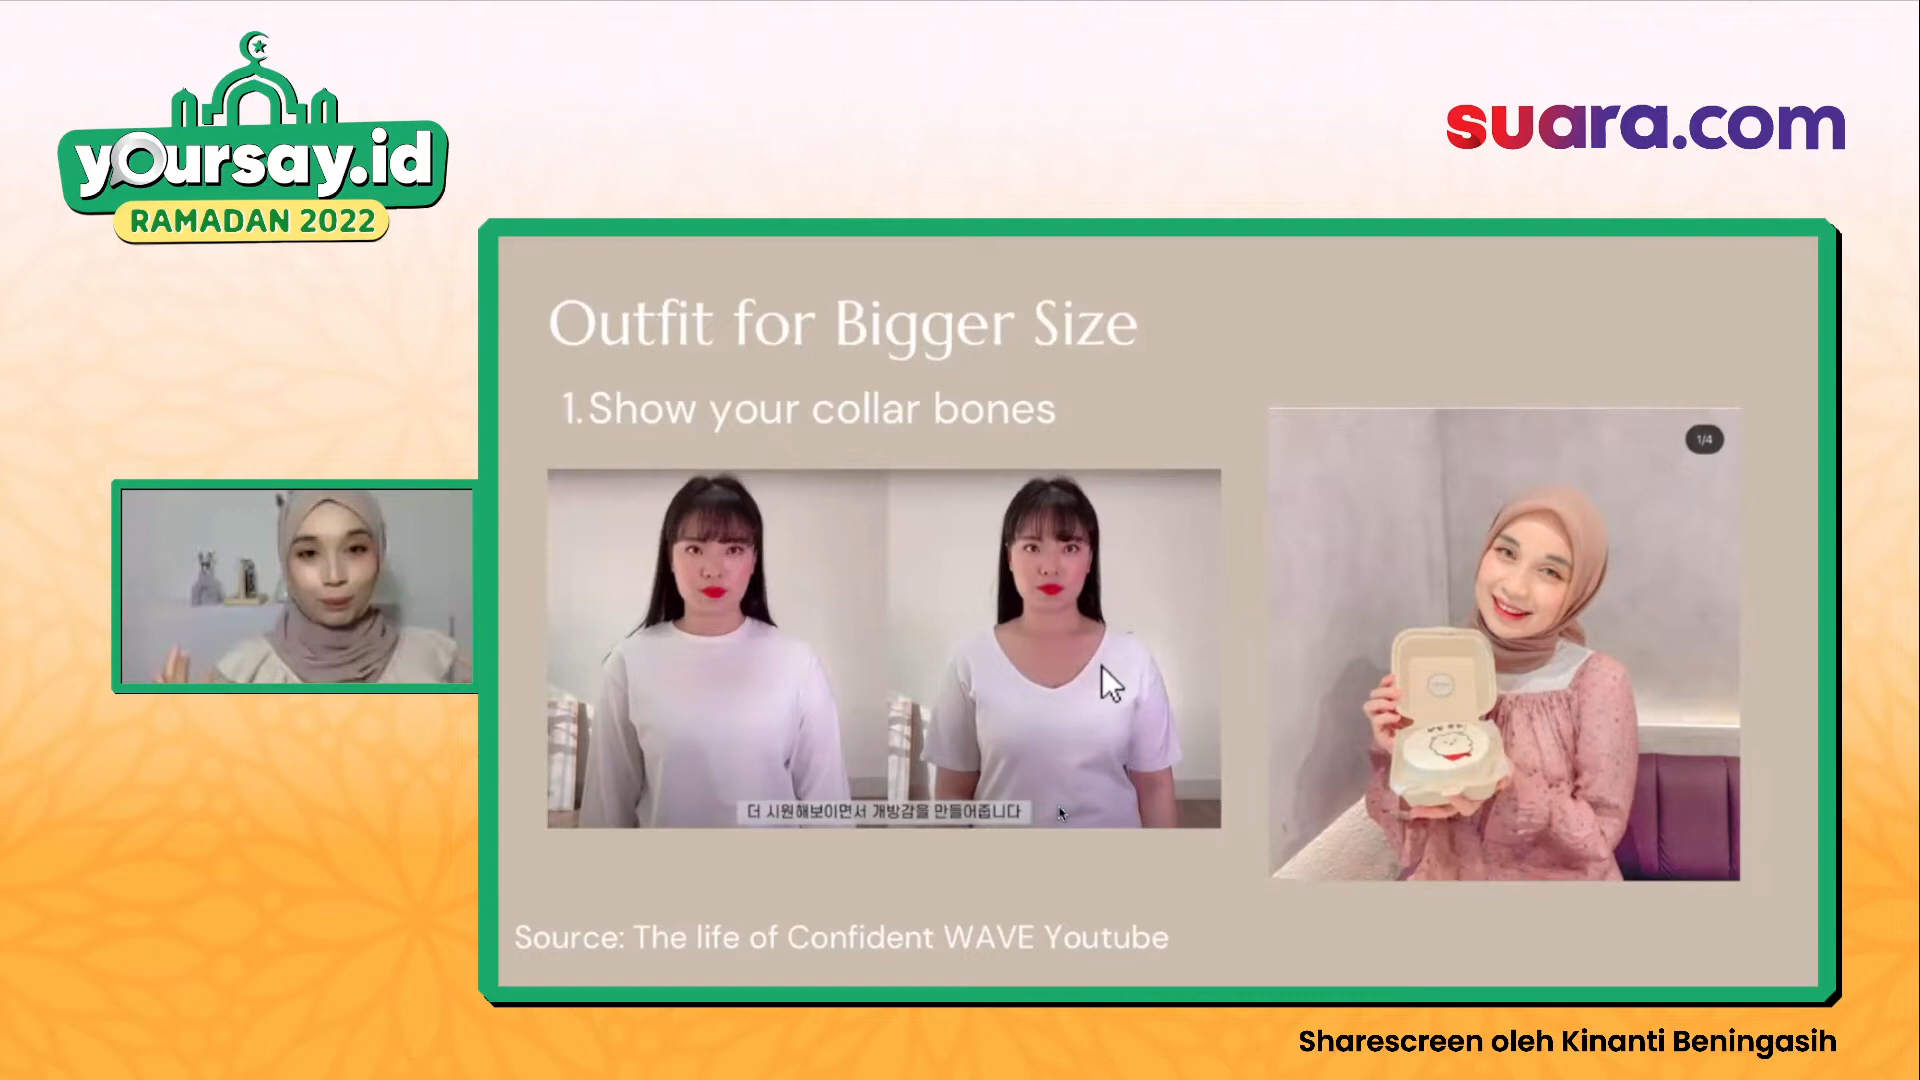 yoursay.id
RAMADAN 2022
suara.com
Outfit for Bigger Size
1. Show your collar bones
1/4
더 시원해보이면서 개방감을 만들어줍니다
Source: The life of Confident WAVE Youtube
Sharescreen oleh Kinanti Beningasih